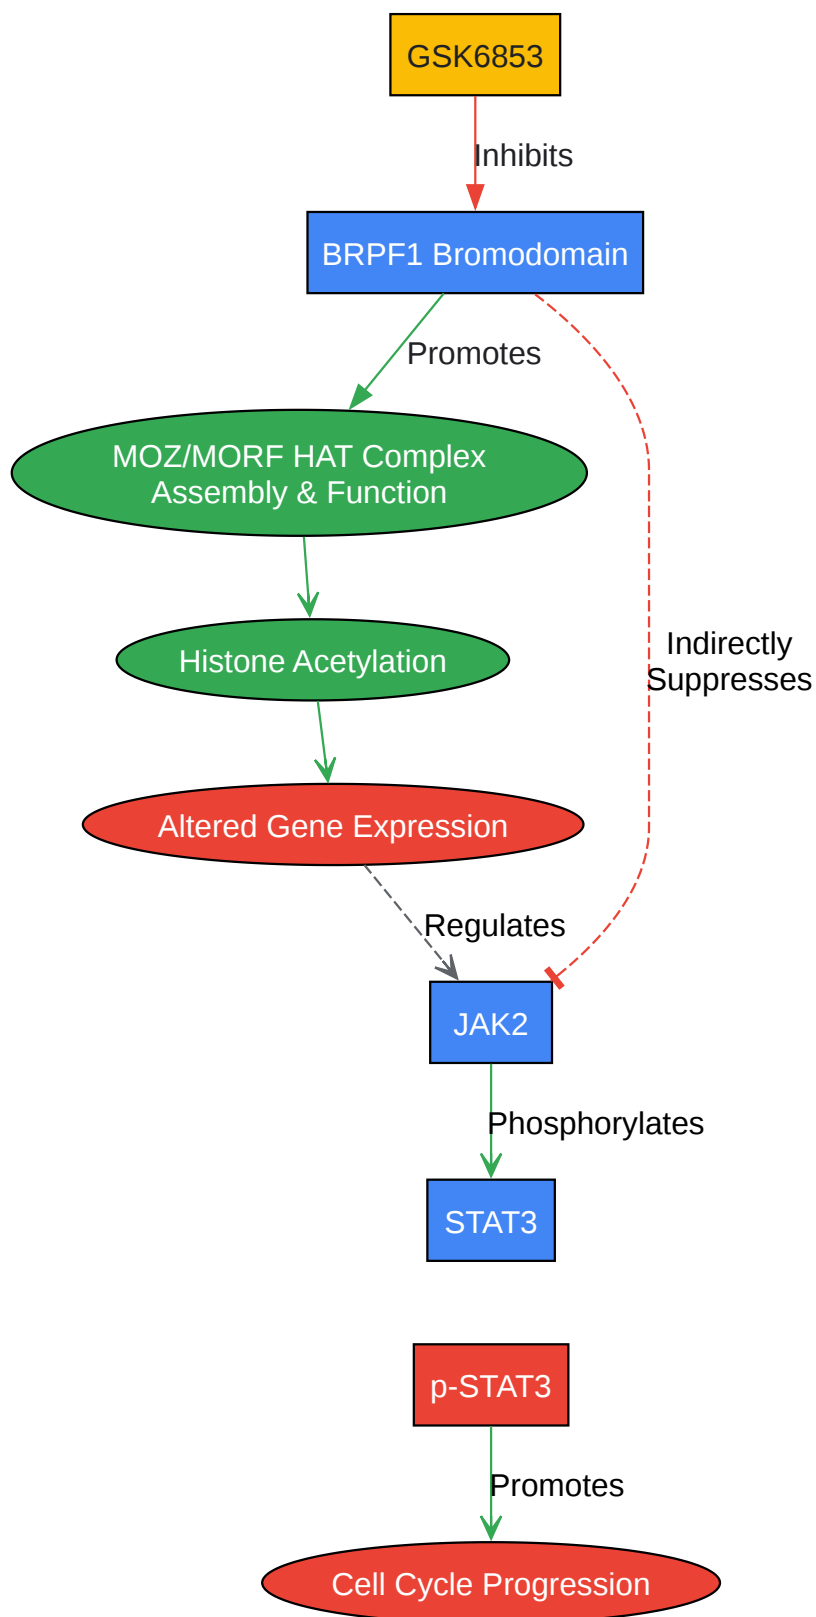 GSK6853
Inhibits
BRPF1 Bromodomain
Promotes
MOZ/MORF HAT Complex
Assembly & Function
Histone Acetylation
Indirectly
Suppresses
Altered Gene Expression
Regulates
JAK2
Phosphorylates
STAT3
p-STAT3
Promotes
Cell Cycle Progression